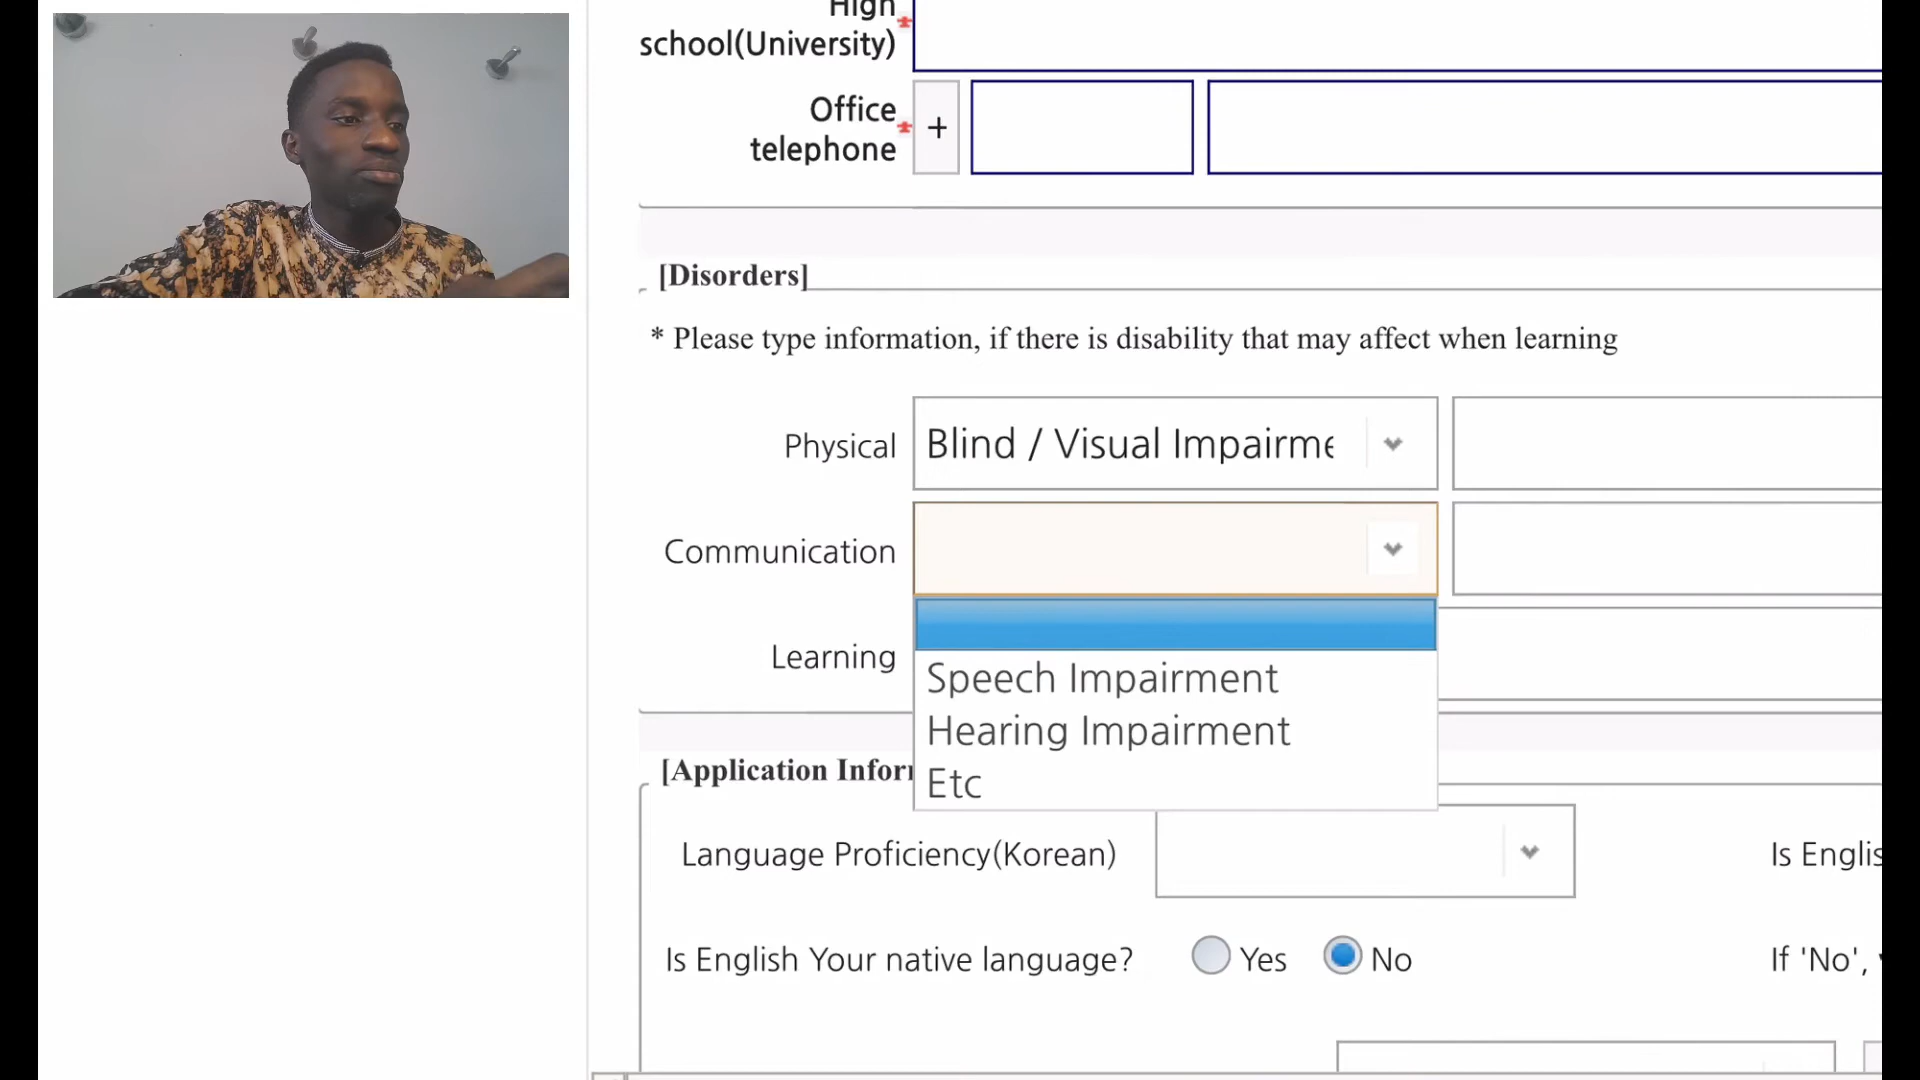 High
school(University)
*
Office
telephone
*
+
[Disorders]
* Please type information, if there is disability that may affect when learning
Physical
Blind / Visual Impairme
Communication
Learning
Speech Impairment
Hearing Impairment
Etc
[Application Infor
Language Proficiency(Korean)
Is Englis
Is English Your native language?
Yes
No
If 'No',